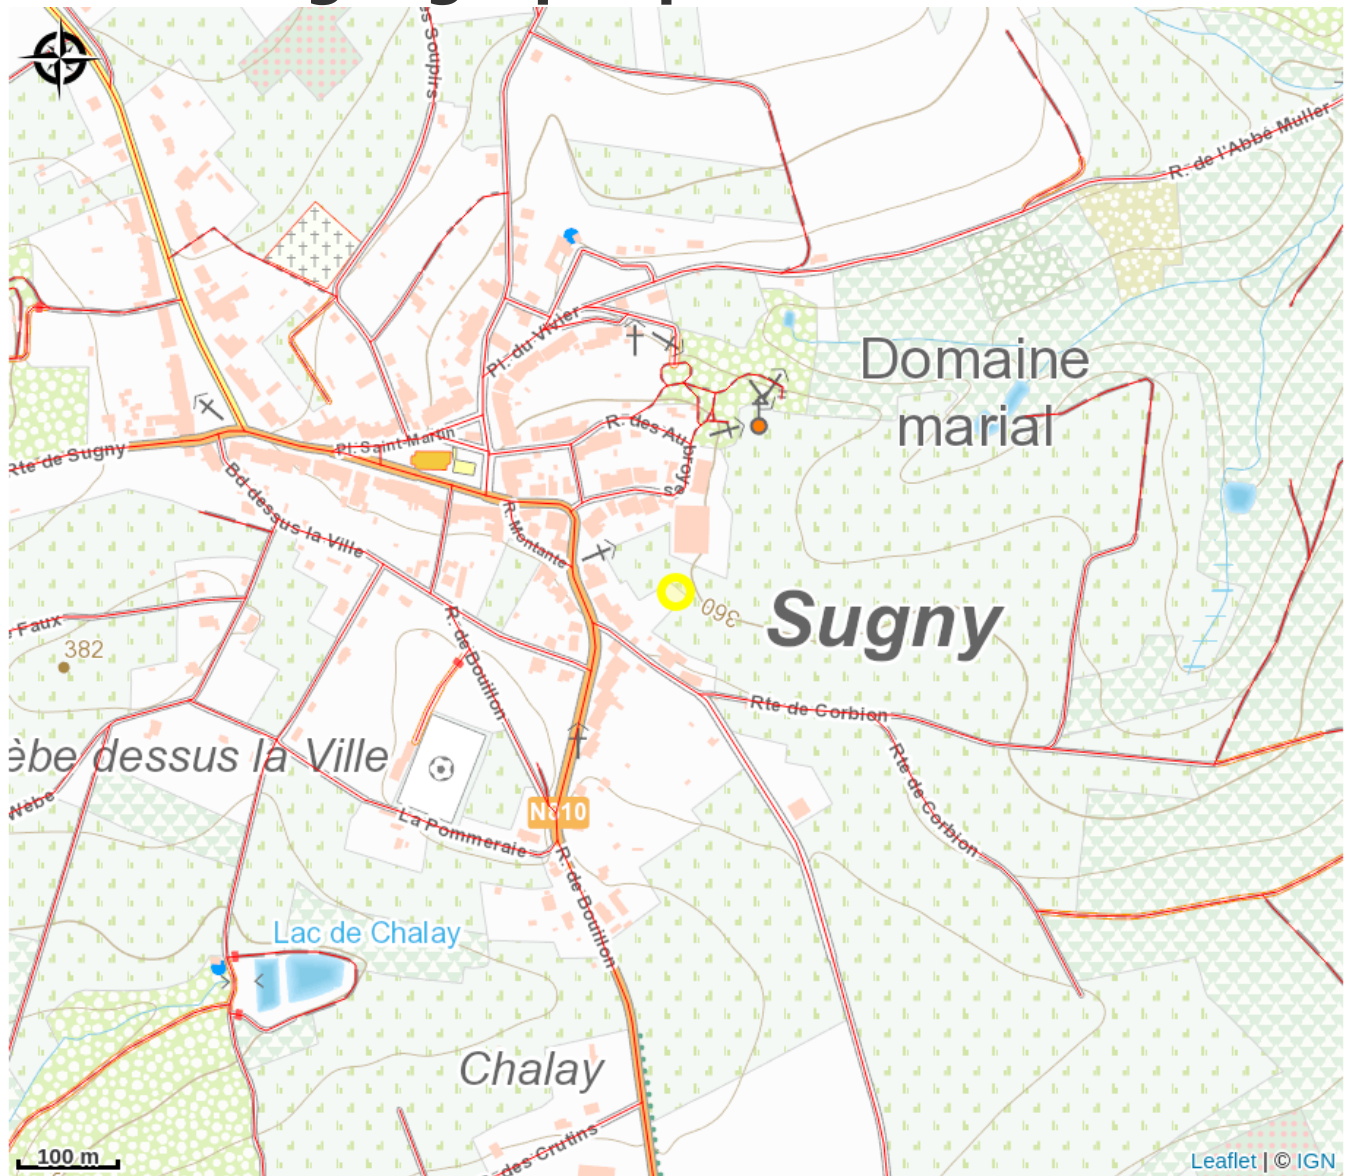 R. de l'Abbé Muller
Pl. du Vivier
Domaine
marial
Pl. Saint-Martin
R. des Aubroyes
Rte de Sugny
Bd dessus la Ville
R. Montante
360
Sugny
Faux
382
R. de Bouillon
Rte de Corbion
èbe dessus la Ville
Rte de Corbion
Wèbe
N810
La Pommeraie
R. de Bouillon
Lac de Chalay
Chalay
des Crutins
100 m
Leaflet | © IGN